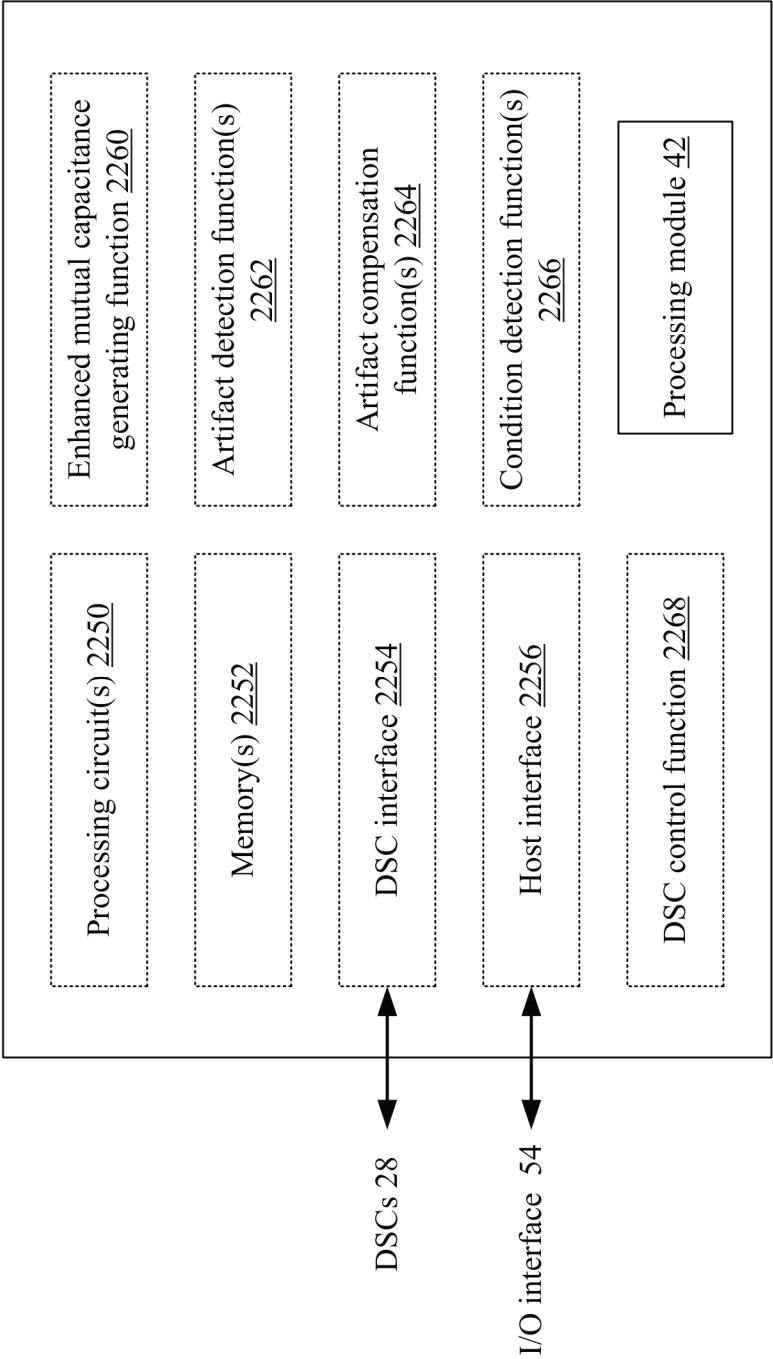 Processing circuit(s) 2250
Enhanced mutual capacitance
generating function 2260
Memory(s) 2252
Artifact detection function(s)
2262
DSCs 28
DSC interface 2254
Artifact compensation
function(s) 2264
I/O interface 54
Host interface 2256
Condition detection function(s)
2266
DSC control function 2268
Processing module 42